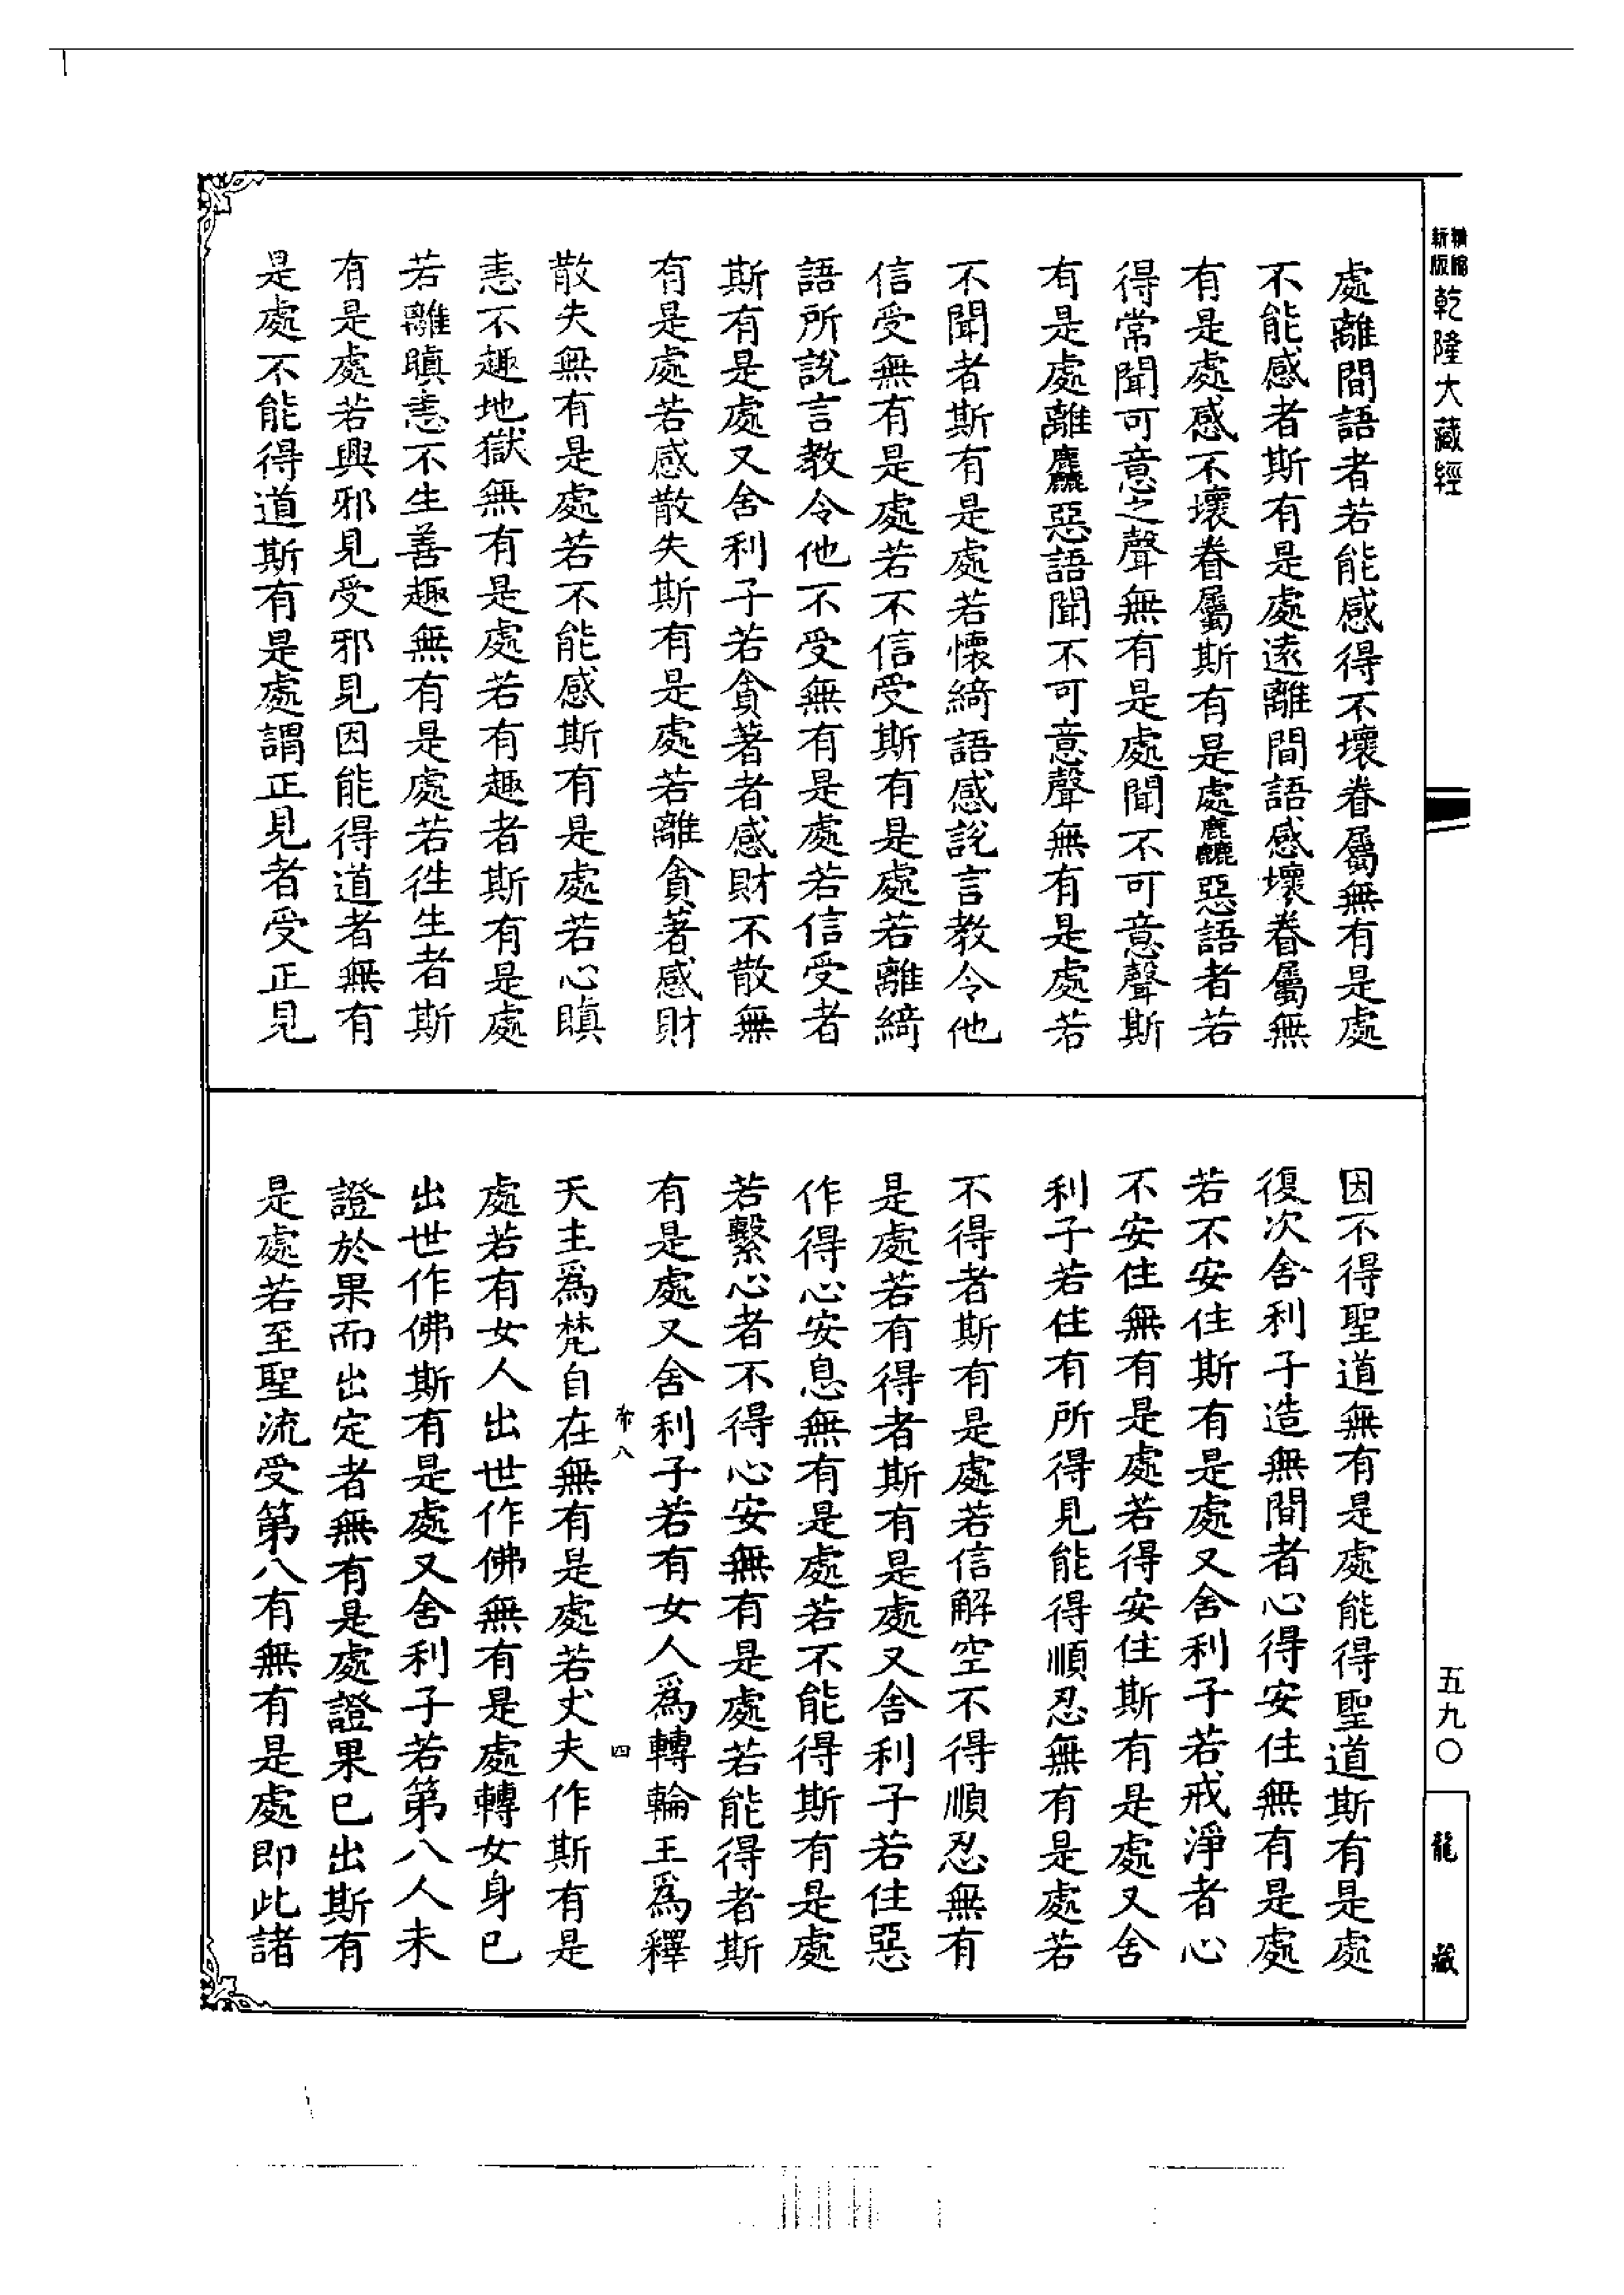 精縮新版乾隆大藏經
處離間語者若能感得不壞眷屬無有是處
不能感者斯有是處遠離間語感壞眷屬無
有是處感不壞眷屬斯有是處麤惡語者若
得常聞可意之聲無有是處聞不可意聲斯
有是處離麤惡語聞不可意聲無有是處若
不聞者斯有是處若懷綺語感說言教令他
信受無有是處若不信受斯有是處若離綺
語所說言教令他不受無有是處若信受者
斯有是處又舍利子若貪著者感財不散無
有是處若感散失斯有是處若離貪著感財
散失無有是處若不能感斯有是處若心瞋
恚不趣地獄無有是處若有趣者斯有是處
若離瞋恚不生善趣無有是處若徃生者斯
有是處若興邪見受邪見因能得道者無有
是處不能得道斯有是處謂正見者受正見
因不得聖道無有是處能得聖道斯有是處
復次舍利子造無間者心得安住無有是處
若不安住斯有是處又舍利子若戒淨者心
不安住無有是處若得安住斯有是處又舍
利子若住有所得見能得順忍無有是處若
不得者斯有是處若信解空不得順忍無有
是處若有得者斯有是處又舍利子若住惡
作得心安息無有是處若不能得斯有是處
若繫心者不得心安無有是處若能得者斯
有是處又舍利子若有女人為轉輪王為釋
希八 四
天主為梵自在無有是處若丈夫作斯有是
處若有女人出世作佛無有是處轉女身已
出世作佛斯有是處又舍利子若第八人未
證於果而出定者無有是處證果已出斯有
是處若至聖流受第八有無有是處即此諸
五九〇
龍藏